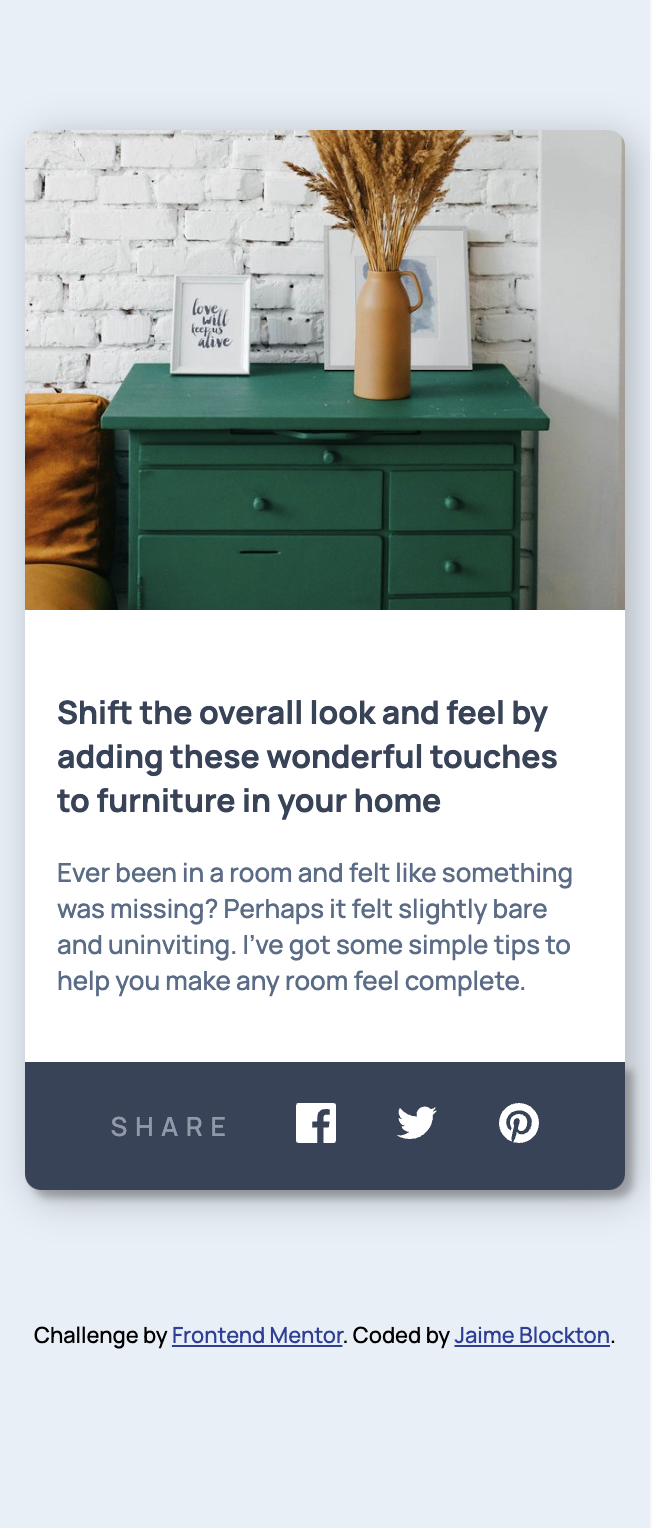 love
will
keep us
alive
Shift the overall look and feel by
adding these wonderful touches
to furniture in your home
Ever been in a room and felt like something
was missing? Perhaps it felt slightly bare
and uninviting. I’ve got some simple tips to
help you make any room feel complete.
SHARE
Challenge by Frontend Mentor. Coded by Jaime Blockton.